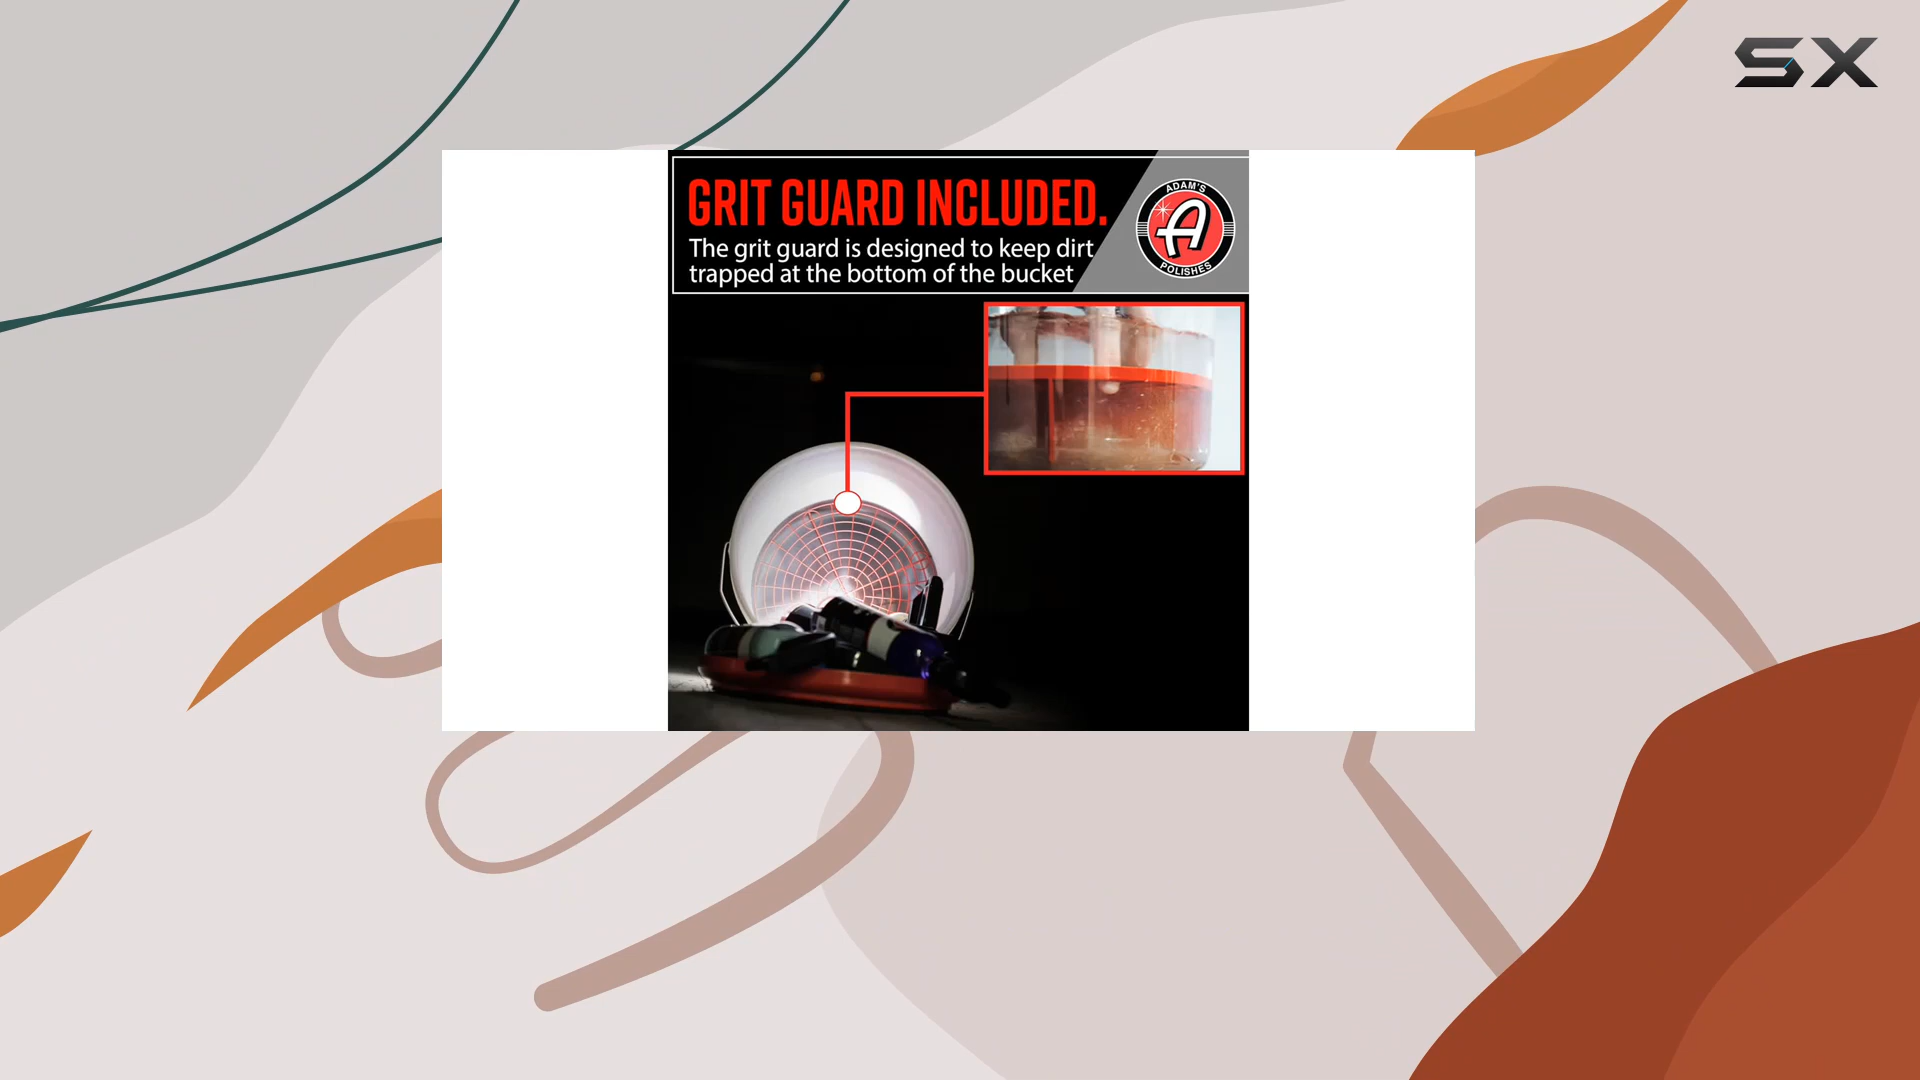 SX
GRIT GUARD INCLUDED.
The grit guard is designed to keep dirt
trapped at the bottom of the bucket
ADAM'S
A
POLISHES